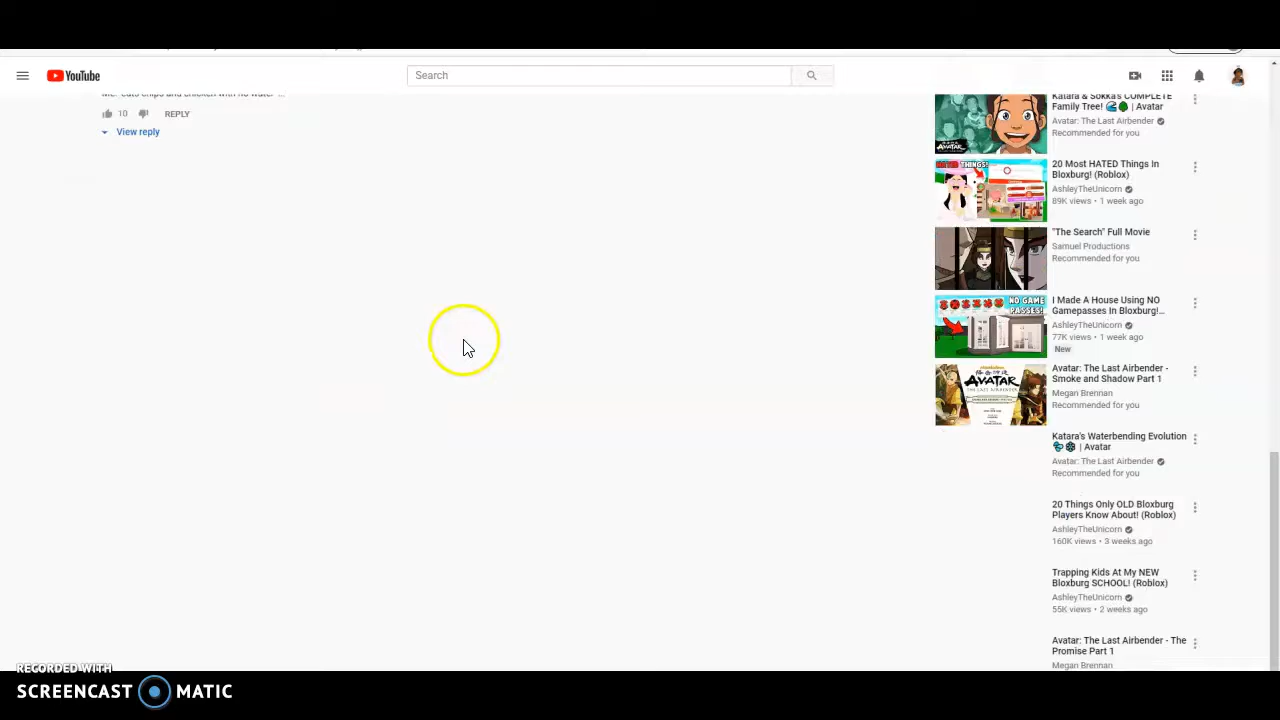 YouTube
Search
10 REPLY
View reply
Katara & Sokka's COMPLETE
Family Tree! 🌊🌳 | Avatar
Avatar: The Last Airbender
Recommended for you
AVATAR
20 Most HATED Things In
Bloxburg! (Roblox)
AshleyTheUnicorn
89K views • 1 week ago
HATED THINGS!
"The Search" Full Movie
Samuel Productions
Recommended for you
I Made A House Using NO
Gamepasses In Bloxburg!...
AshleyTheUnicorn
77K views • 1 week ago
New
NO GAME
PASSES!
Avatar: The Last Airbender -
Smoke and Shadow Part 1
Megan Brennan
Recommended for you
AVATAR
THE LAST AIRBENDER
Katara's Waterbending Evolution
| Avatar
Avatar: The Last Airbender
Recommended for you
20 Things Only OLD Bloxburg
Players Know About! (Roblox)
AshleyTheUnicorn
160K views • 3 weeks ago
Trapping Kids At My NEW
Bloxburg SCHOOL! (Roblox)
AshleyTheUnicorn
55K views • 2 weeks ago
Avatar: The Last Airbender - The
Promise Part 1
Megan Brennan
RECORDED WITH
SCREENCAST MATIC